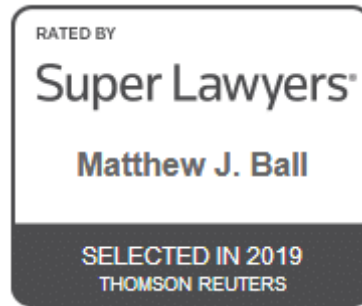 RATED BY
Super Lawyers®
Matthew J. Ball
SELECTED IN 2019
THOMSON REUTERS